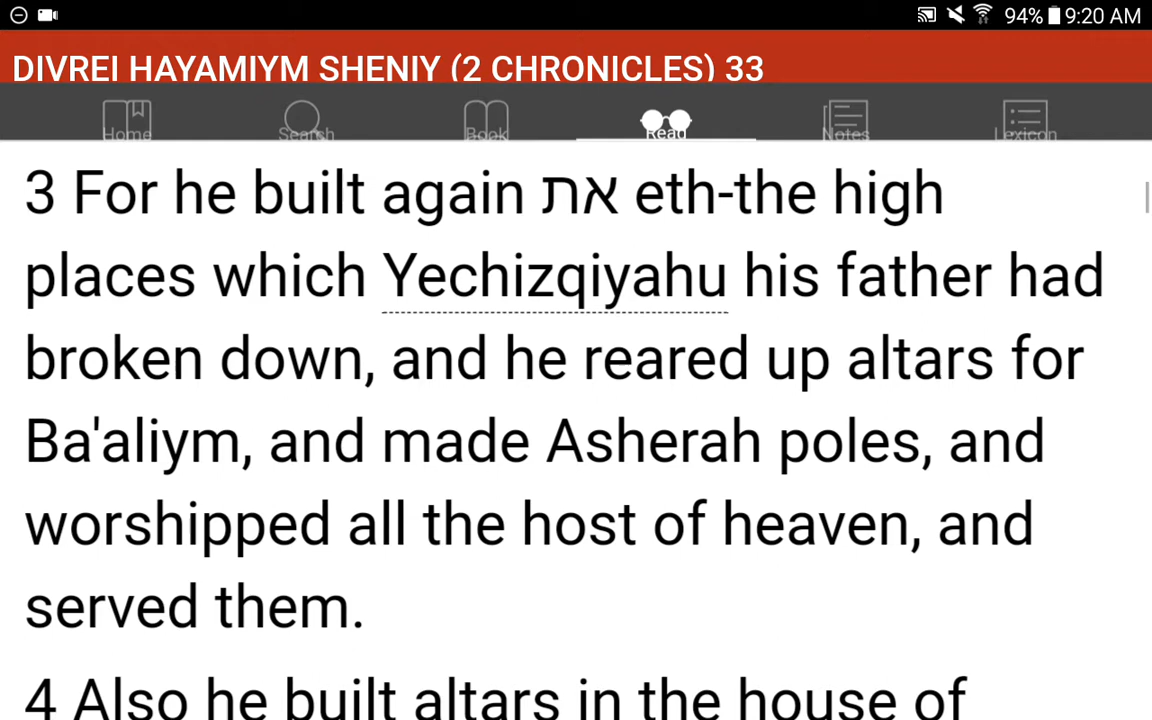 94% 9:20 AM
DIVREI HAYAMIYM SHENIY (2 CHRONICLES) 33
Home Search Book Read Notes Lexicon
3 For he built again את eth-the high
places which Yechizqiyahu his father had
broken down, and he reared up altars for
Ba'aliym, and made Asherah poles, and
worshipped all the host of heaven, and
served them.
4 Also he built altars in the house of